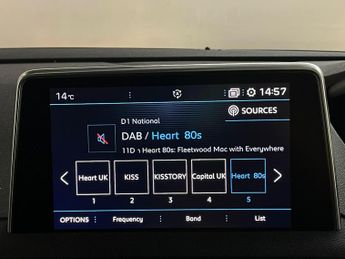 14°C 14:57
SOURCES
D1 National
DAB / Heart 80s
11D Heart 80s: Fleetwood Mac with Everywhere
Heart UK KISS KISSTORY Capital UK Heart 80s
1 2 3 4 5
OPTIONS Frequency Band List